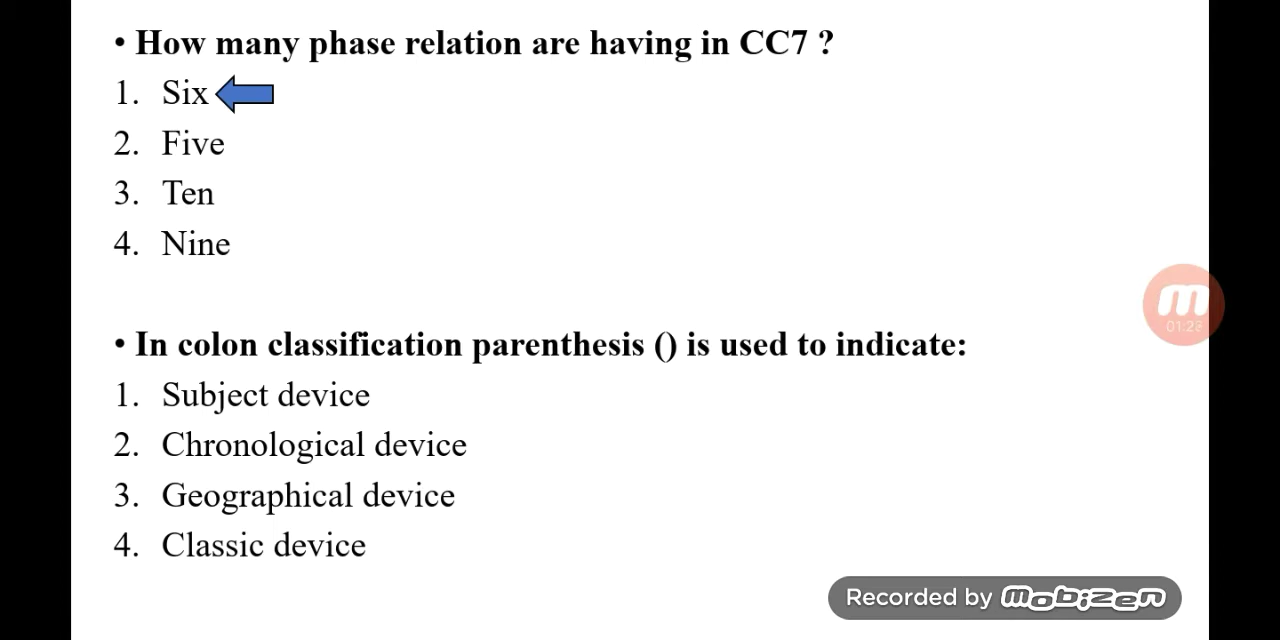 • How many phase relation are having in CC7 ?
1. Six
2. Five
3. Ten
4. Nine
• In colon classification parenthesis () is used to indicate:
1. Subject device
2. Chronological device
3. Geographical device
4. Classic device
01:28
Recorded by mobizen